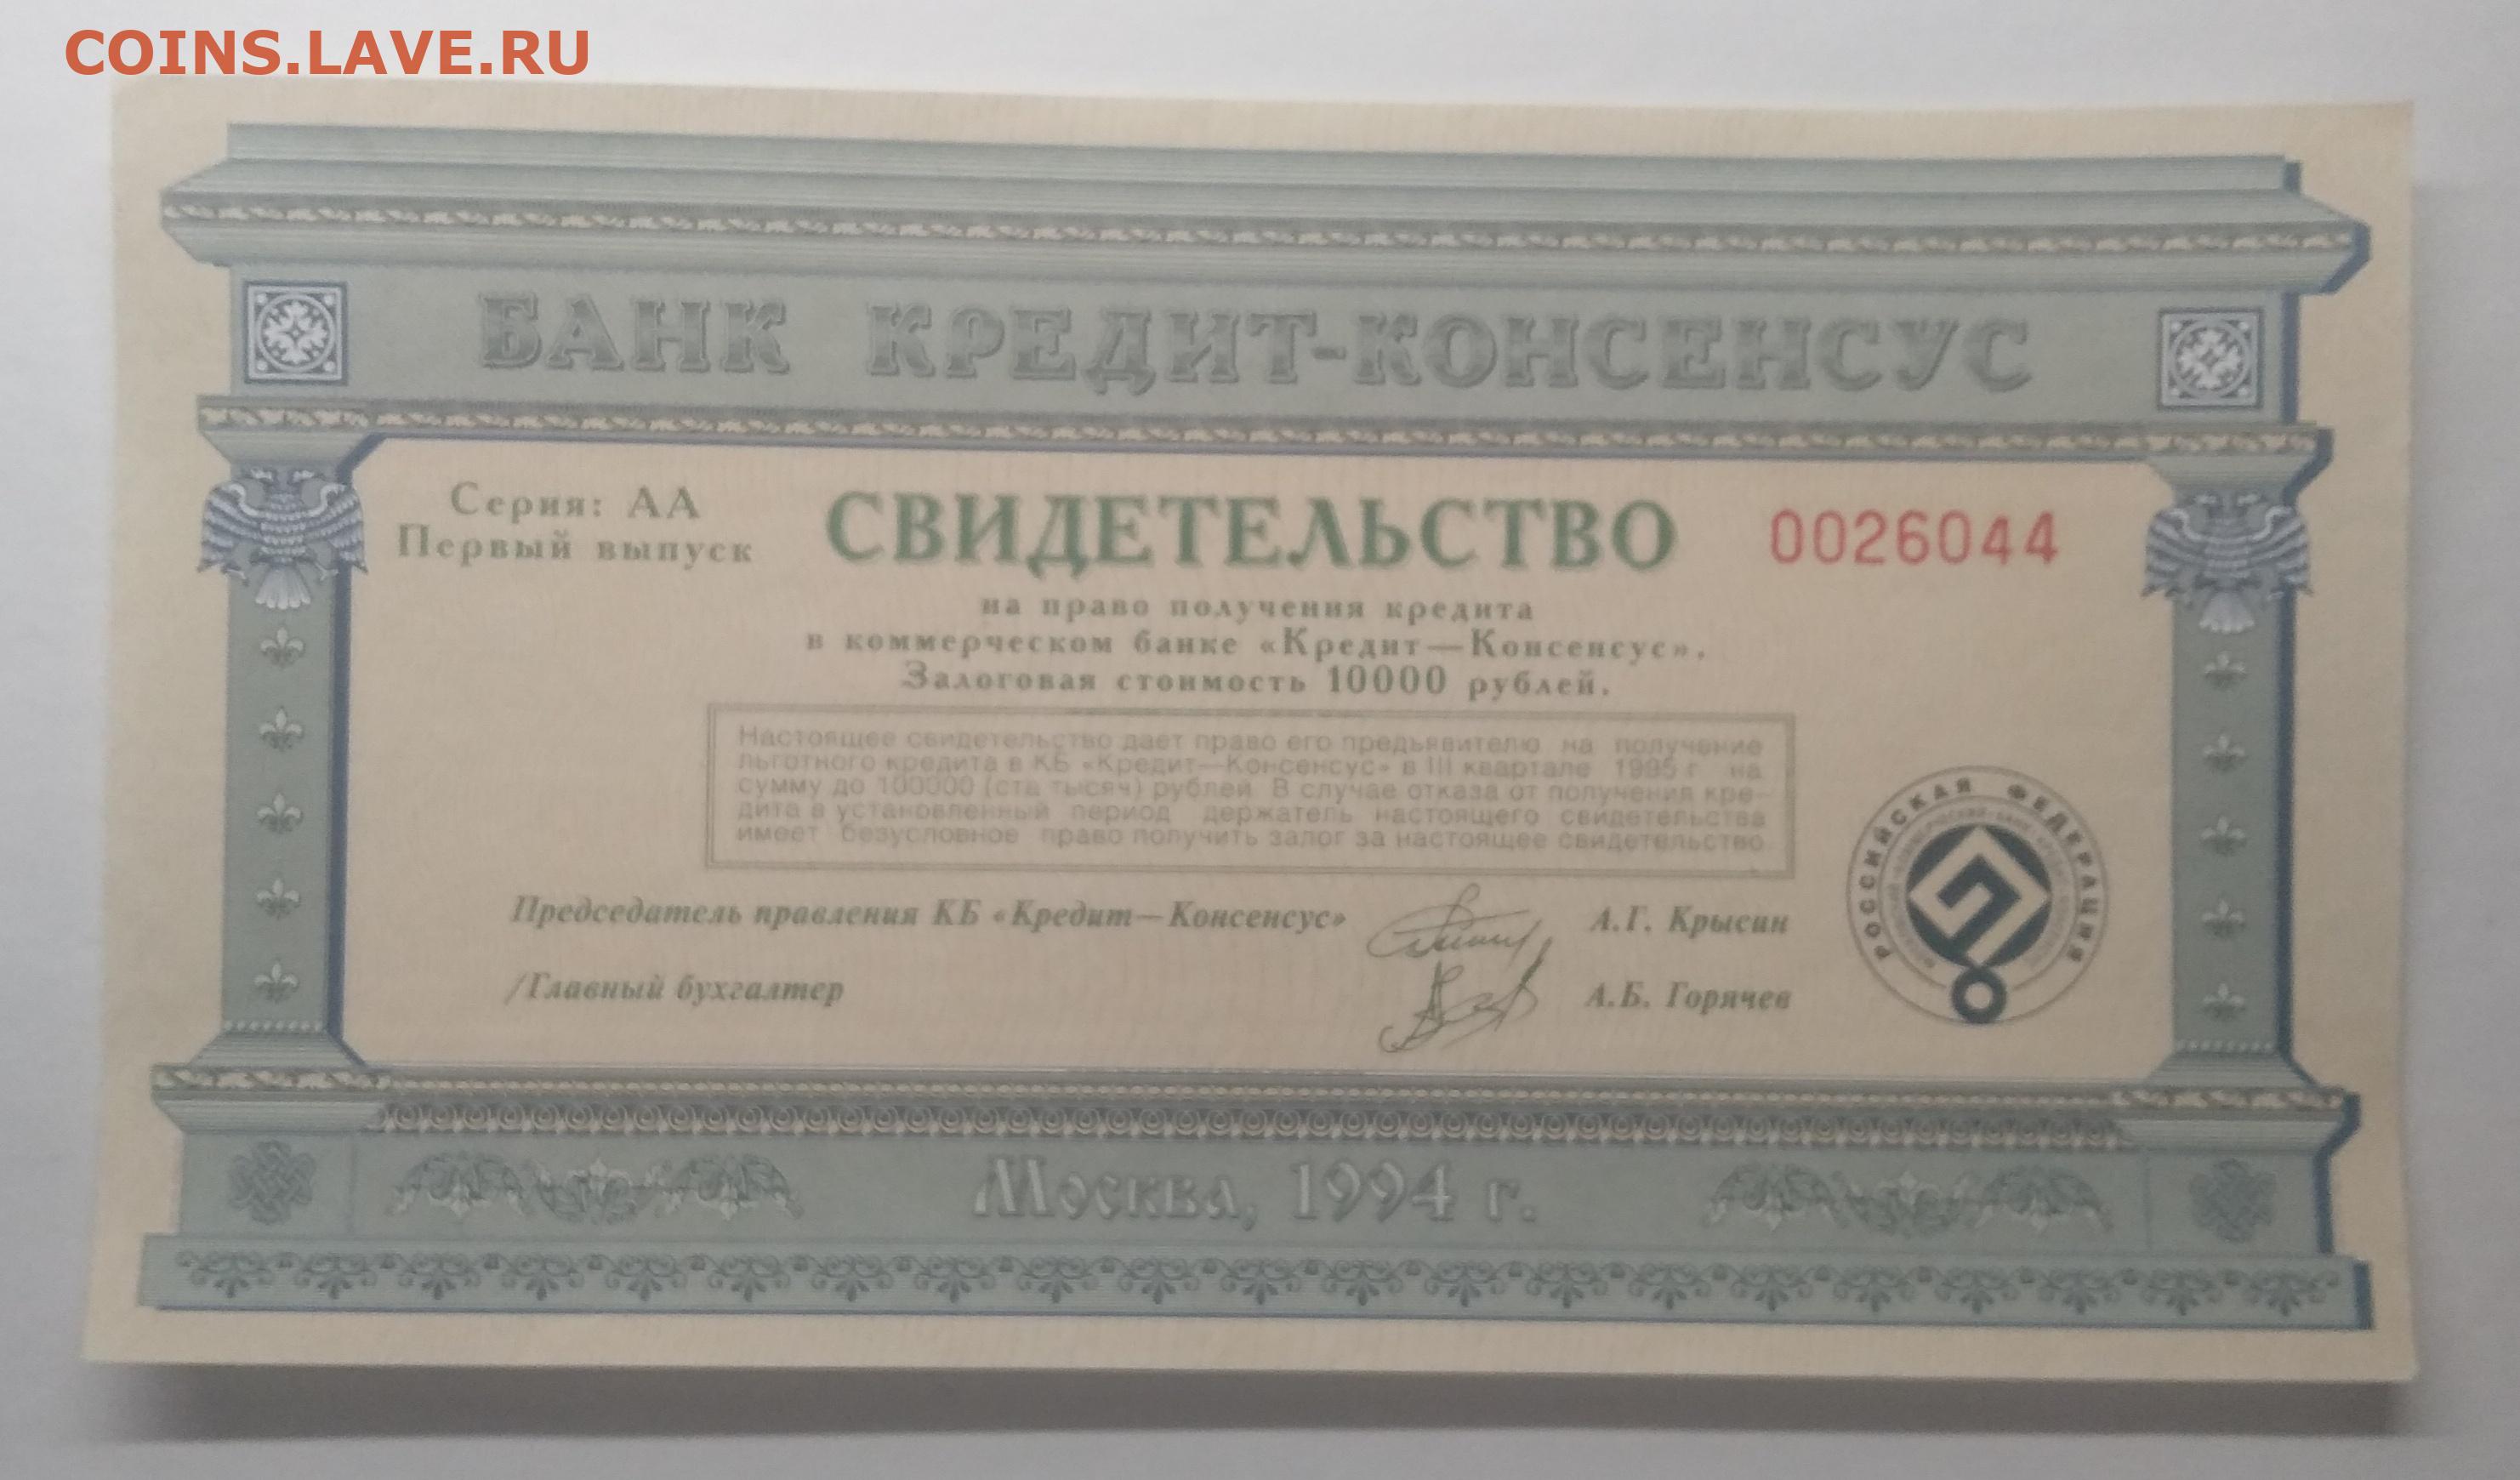 COINS.LAVE.RU
БАНК КРЕДИТ-КОНСЕНСУС
Серия: АА
Первый выпуск
СВИДЕТЕЛЬСТВО
0026044
на право получения кредита
в коммерческом банке «Кредит—Консенсус».
Залоговая стоимость 10000 рублей.
Настоящее свидетельство дает право его предъявителю на получение
льготного кредита в КБ «Кредит—Консенсус» в III квартале 1995 г. на
сумму до 100000 (ста тысяч) рублей. В случае отказа от получения кре-
дита в установленный период держатель настоящего свидетельства
имеет безусловное право получить залог за настоящее свидетельство.
Председатель правления КБ «Кредит—Консенсус»
А.Г. Крысин
/Главный бухгалтер
А.Б. Горячев
РОССИЙСКАЯ ФЕДЕРАЦИЯ
Москва, 1994 г.